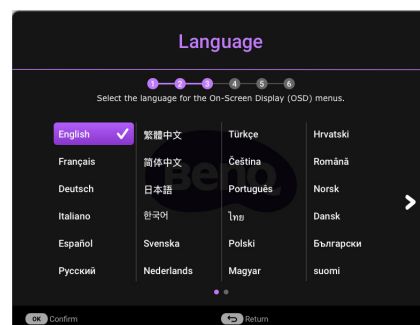 Language
1 2 3 4 5 6
Select the language for the On-Screen Display (OSD) menus.
English 繁體中文 Türkçe Hrvatski
Français 简体中文 Čeština Română
Deutsch 日本語 Português Norsk
Italiano 한국어 ไทย Dansk
Español Svenska Polski Български
Русский Nederlands Magyar suomi
BenQ
OK Confirm Return